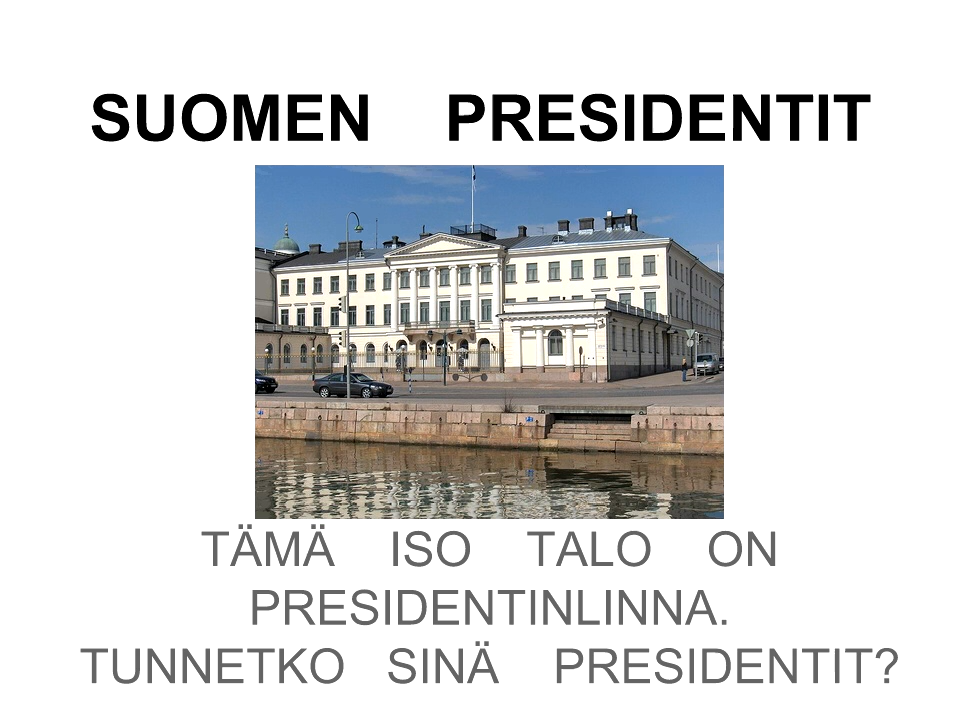 SUOMEN PRESIDENTIT
TÄMÄ ISO TALO ON
PRESIDENTINLINNA.
TUNNETKO SINÄ PRESIDENTIT?